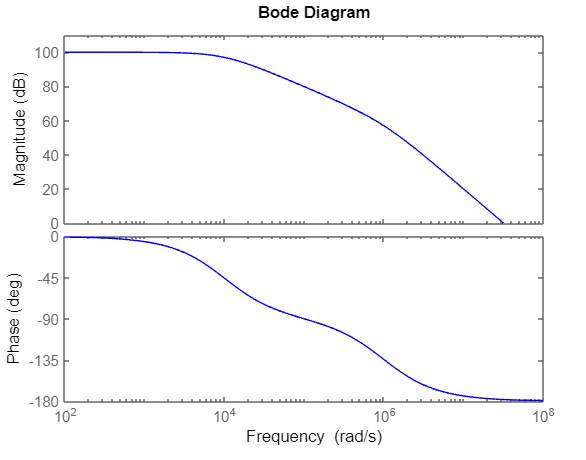 Bode Diagram
Magnitude (dB)
100
80
60
40
20
0
Phase (deg)
0
-45
-90
-135
-180
10^2 10^4 10^6 10^8
Frequency (rad/s)